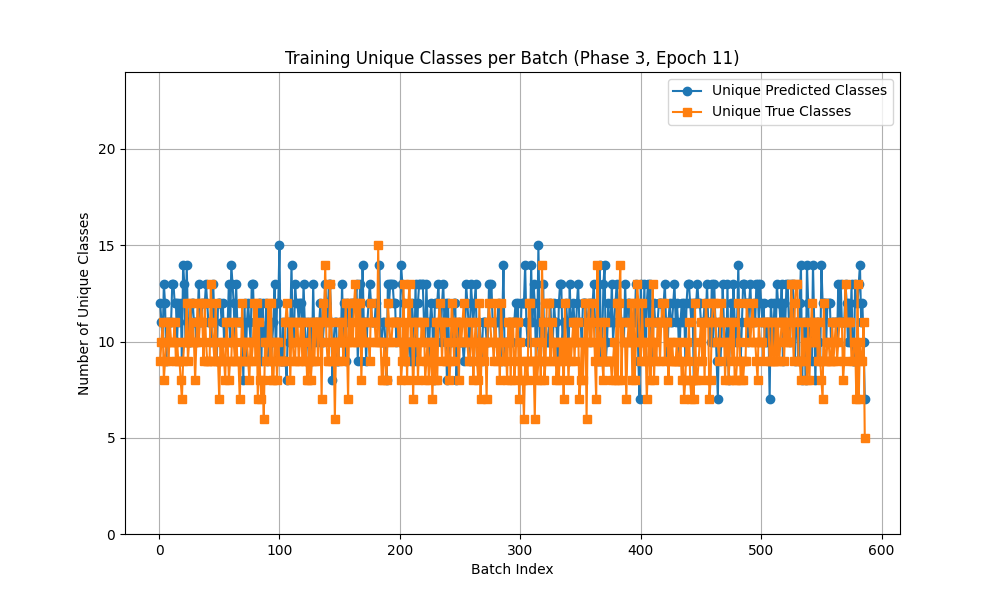 Training Unique Classes per Batch (Phase 3, Epoch 11)
Unique Predicted Classes
Unique True Classes
Number of Unique Classes
20
15
10
5
0
0 100 200 300 400 500 600
Batch Index